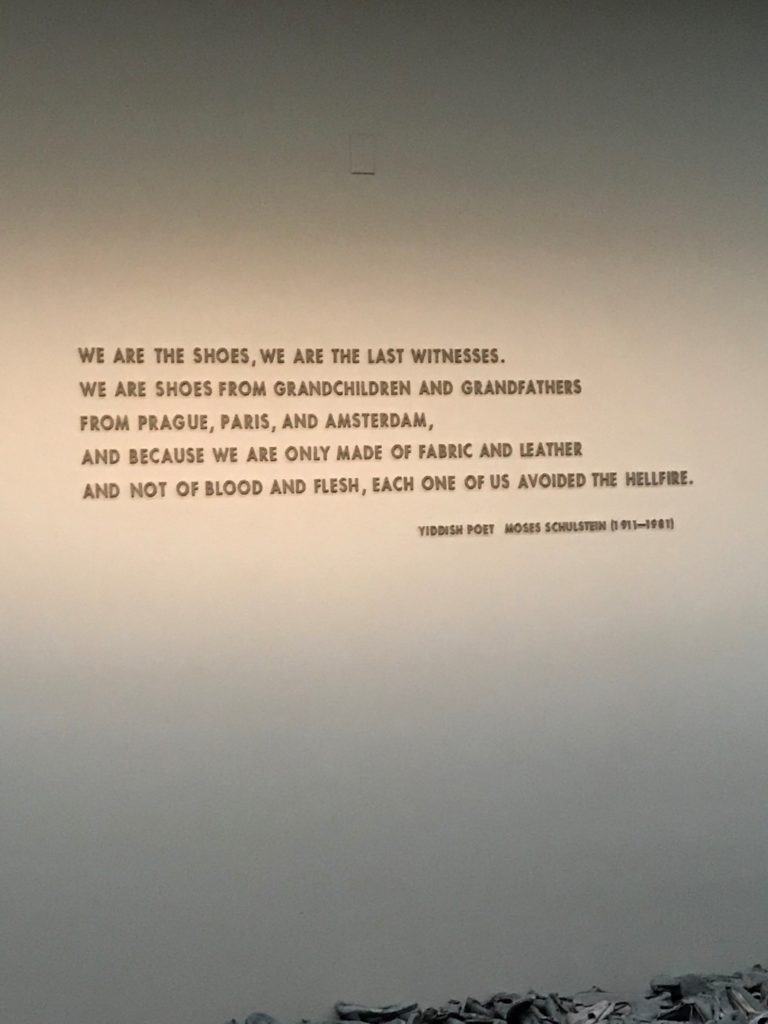 WE ARE THE SHOES, WE ARE THE LAST WITNESSES.
WE ARE SHOES FROM GRANDCHILDREN AND GRANDFATHERS
FROM PRAGUE, PARIS, AND AMSTERDAM,
AND BECAUSE WE ARE ONLY MADE OF FABRIC AND LEATHER
AND NOT OF BLOOD AND FLESH, EACH ONE OF US AVOIDED THE HELLFIRE.
YIDDISH POET MOSES SCHULSTEIN (1911—1981)